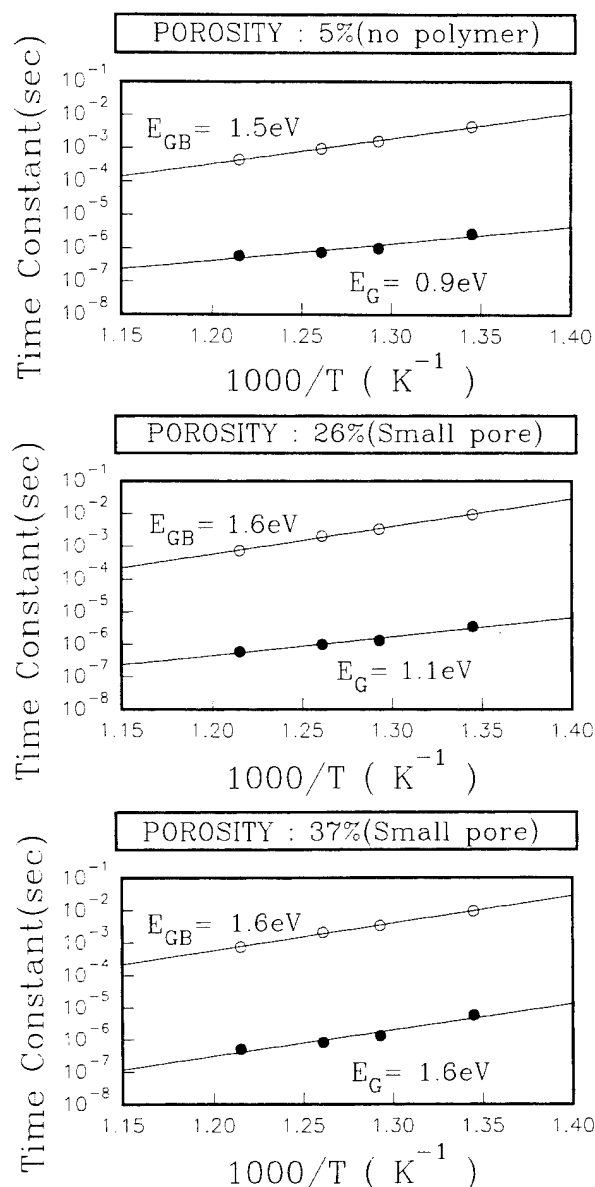 POROSITY : 5%(no polymer)
Time Constant(sec)
10⁻¹
10⁻²
10⁻³
10⁻⁴
10⁻⁵
10⁻⁶
10⁻⁷
10⁻⁸
E_GB= 1.5eV
E_G= 0.9eV
1.15 1.20 1.25 1.30 1.35 1.40
1000/T ( K⁻¹ )
POROSITY : 26%(Small pore)
Time Constant(sec)
10⁻¹
10⁻²
10⁻³
10⁻⁴
10⁻⁵
10⁻⁶
10⁻⁷
10⁻⁸
E_GB= 1.6eV
E_G= 1.1eV
1.15 1.20 1.25 1.30 1.35 1.40
1000/T ( K⁻¹ )
POROSITY : 37%(Small pore)
Time Constant(sec)
10⁻¹
10⁻²
10⁻³
10⁻⁴
10⁻⁵
10⁻⁶
10⁻⁷
10⁻⁸
E_GB= 1.6eV
E_G= 1.6eV
1.15 1.20 1.25 1.30 1.35 1.40
1000/T ( K⁻¹ )